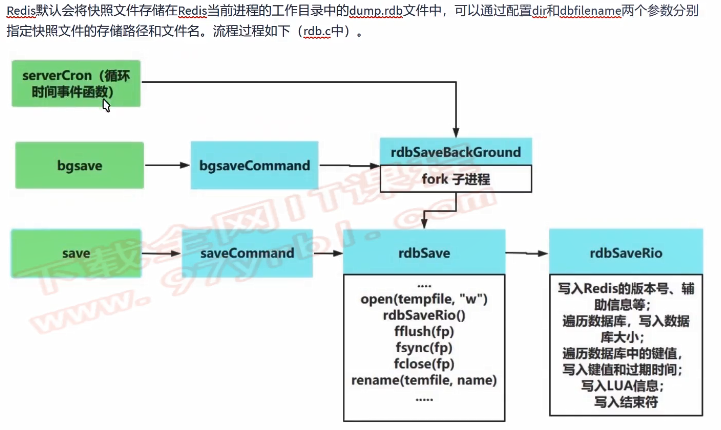 Redis默认会将快照文件存储在Redis当前进程的工作目录中的dump.rdb文件中，可以通过配置dir和dbfilename两个参数分别
指定快照文件的存储路径和文件名。流程过程如下（rdb.c中）。
serverCron（循环
时间事件函数）
bgsave
bgsaveCommand
rdbSaveBackGround
fork 子进程
save
saveCommand
rdbSave
....
open(tempfile, "w")
rdbSaveRio()
fflush(fp)
fsync(fp)
fclose(fp)
rename(temfile, name)
.....
rdbSaveRio
写入Redis的版本号、辅
助信息等；
遍历数据库，写入数据
库大小；
遍历数据库中的键值，
写入键值和过期时间；
写入LUA信息；
写入结束符
下载全网IT课程
www.97yrbl.com